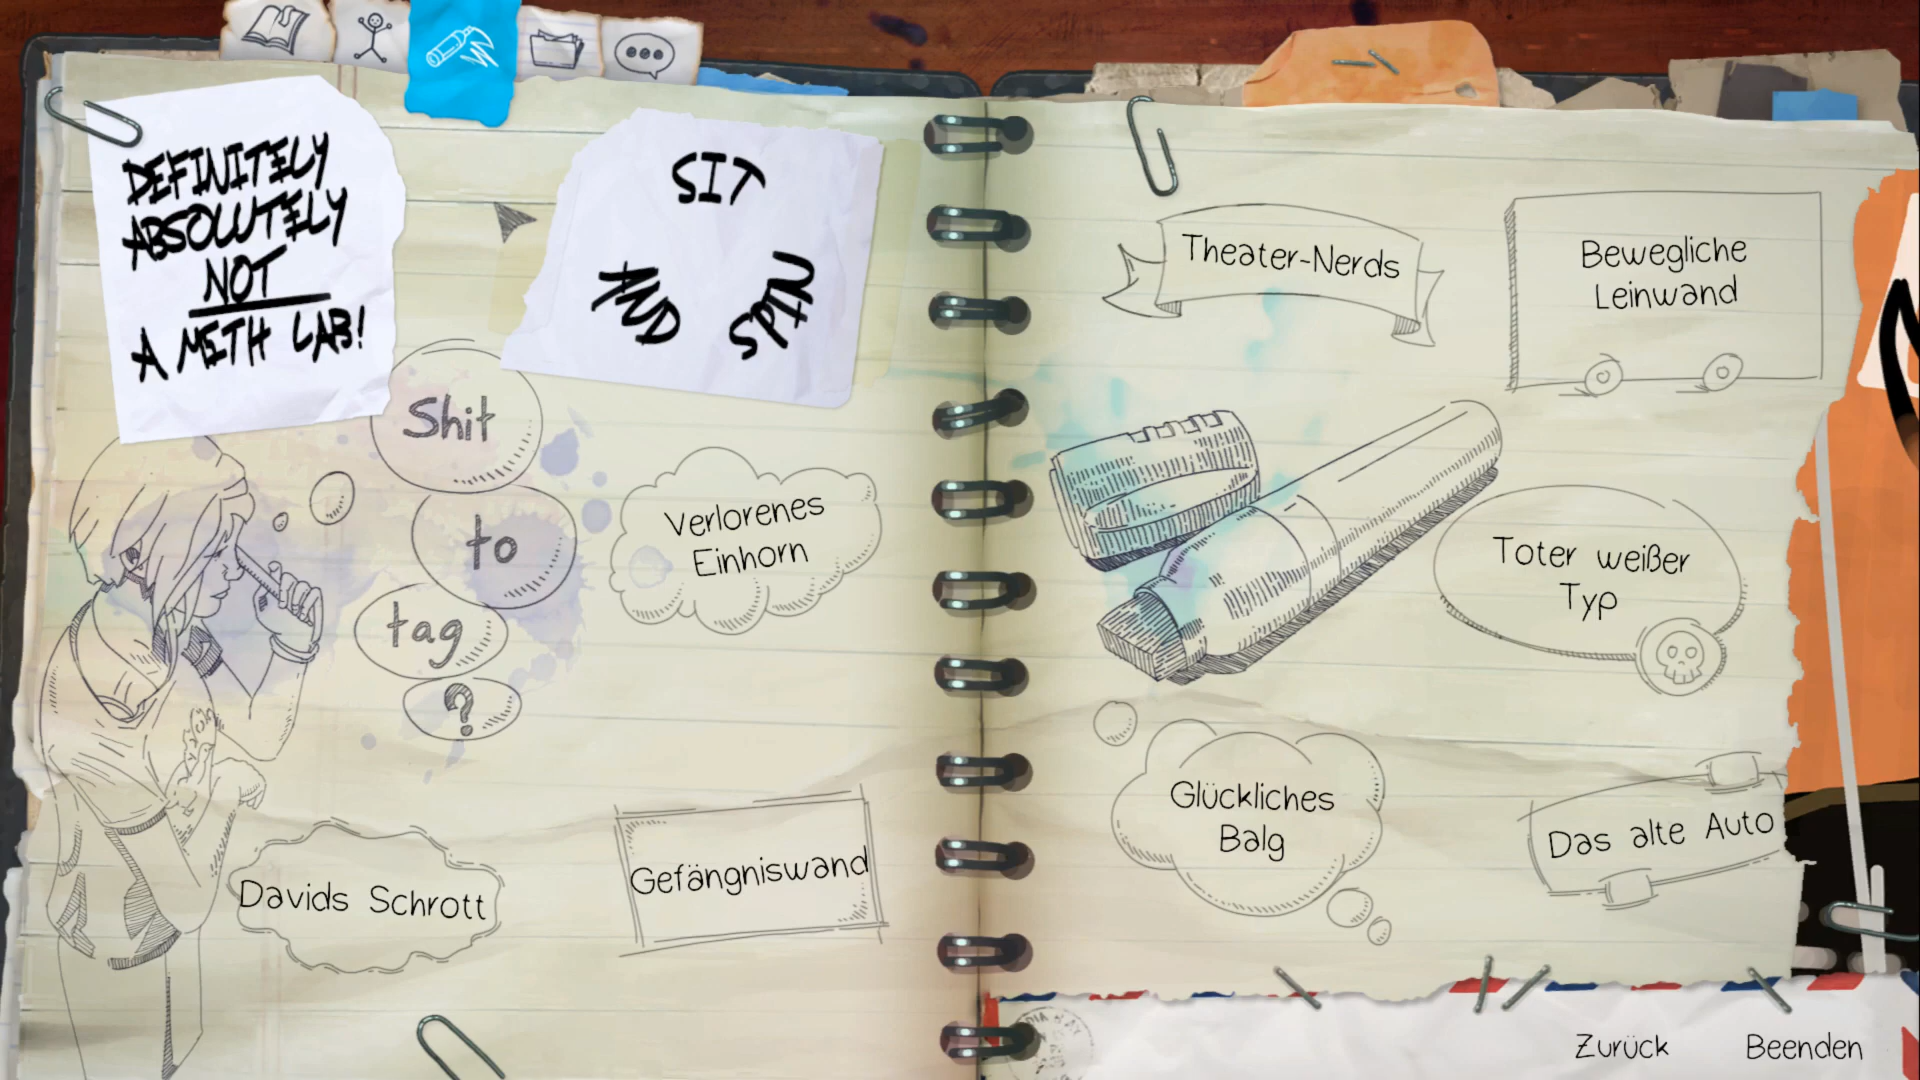 DEFINITELY
ABSOLUTELY
NOT
A METH LAB!
SIT
AND
SPIN
Shit
to
tag
?
Verlorenes
Einhorn
Davids Schrott
Gefängniswand
Theater-Nerds
Bewegliche
Leinwand
Toter weißer
Typ
Glückliches
Balg
Das alte Auto
Zurück
Beenden